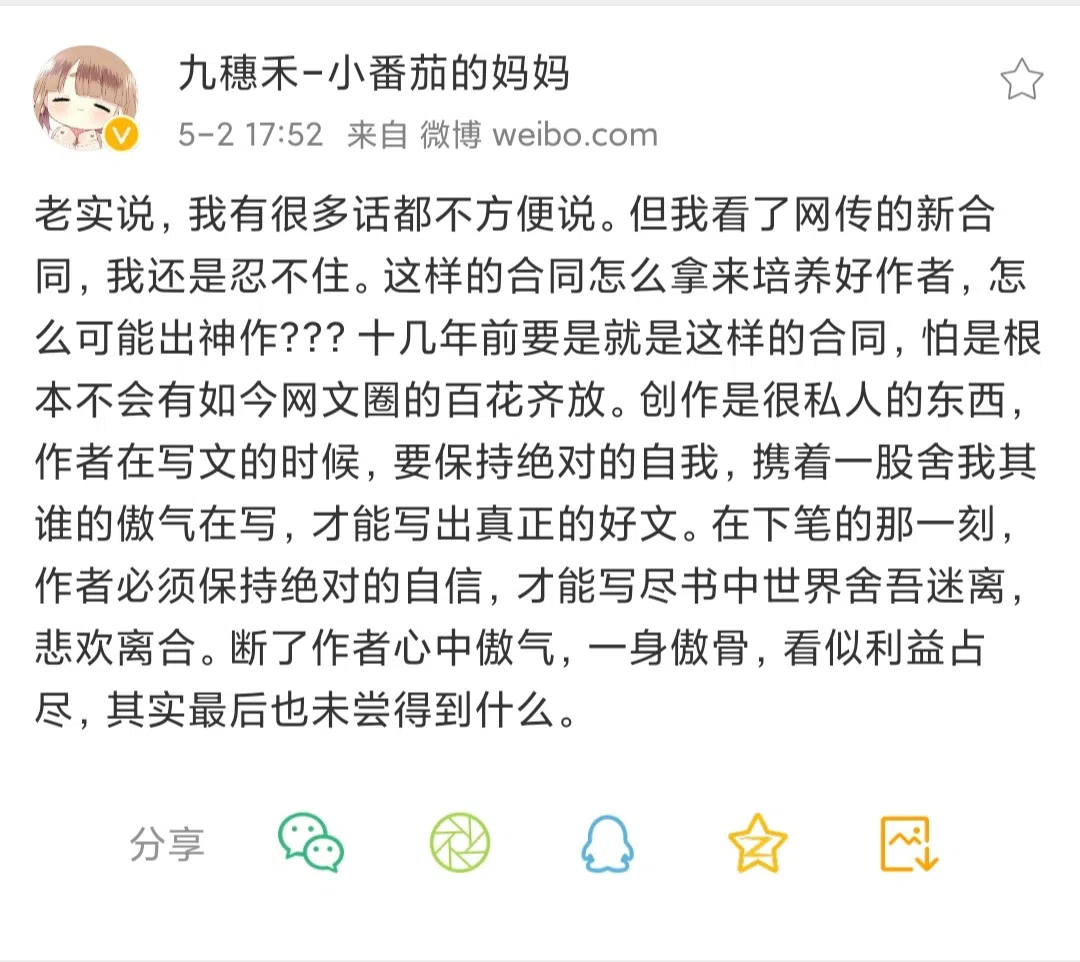 九穗禾-小番茄的妈妈
5-2 17:52 来自 微博 weibo.com
老实说，我有很多话都不方便说。但我看了网传的新合
同，我还是忍不住。这样的合同怎么拿来培养好作者，怎
么可能出神作???十几年前要是就是这样的合同，怕是根
本不会有如今网文圈的百花齐放。创作是很私人的东西，
作者在写文的时候，要保持绝对的自我，携着一股舍我其
谁的傲气在写，才能写出真正的好文。在下笔的那一刻，
作者必须保持绝对的自信，才能写尽书中世界舍吾迷离，
悲欢离合。断了作者心中傲气，一身傲骨，看似利益占
尽，其实最后也未尝得到什么。
分享